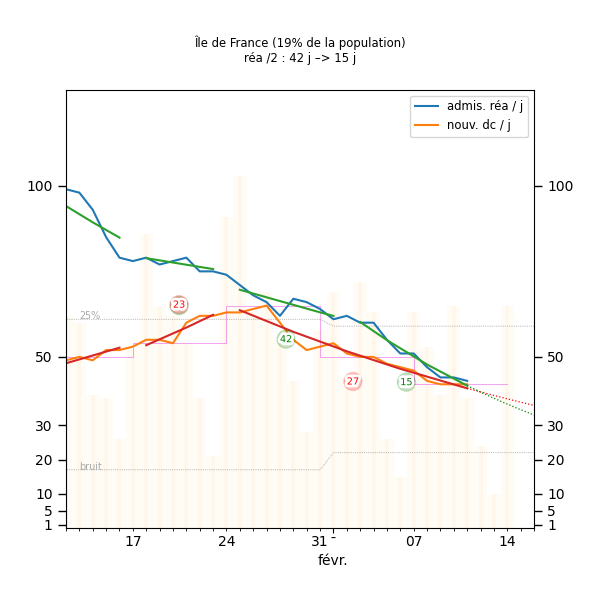 Île de France (19% de la population)
réa /2 : 42 j –> 15 j
admis. réa / j
nouv. dc / j
100 100
23
25%
42
50 50
27 15
30 30
20 20
bruit
10 10
5 5
1 1
17 24 31 07 14
févr.